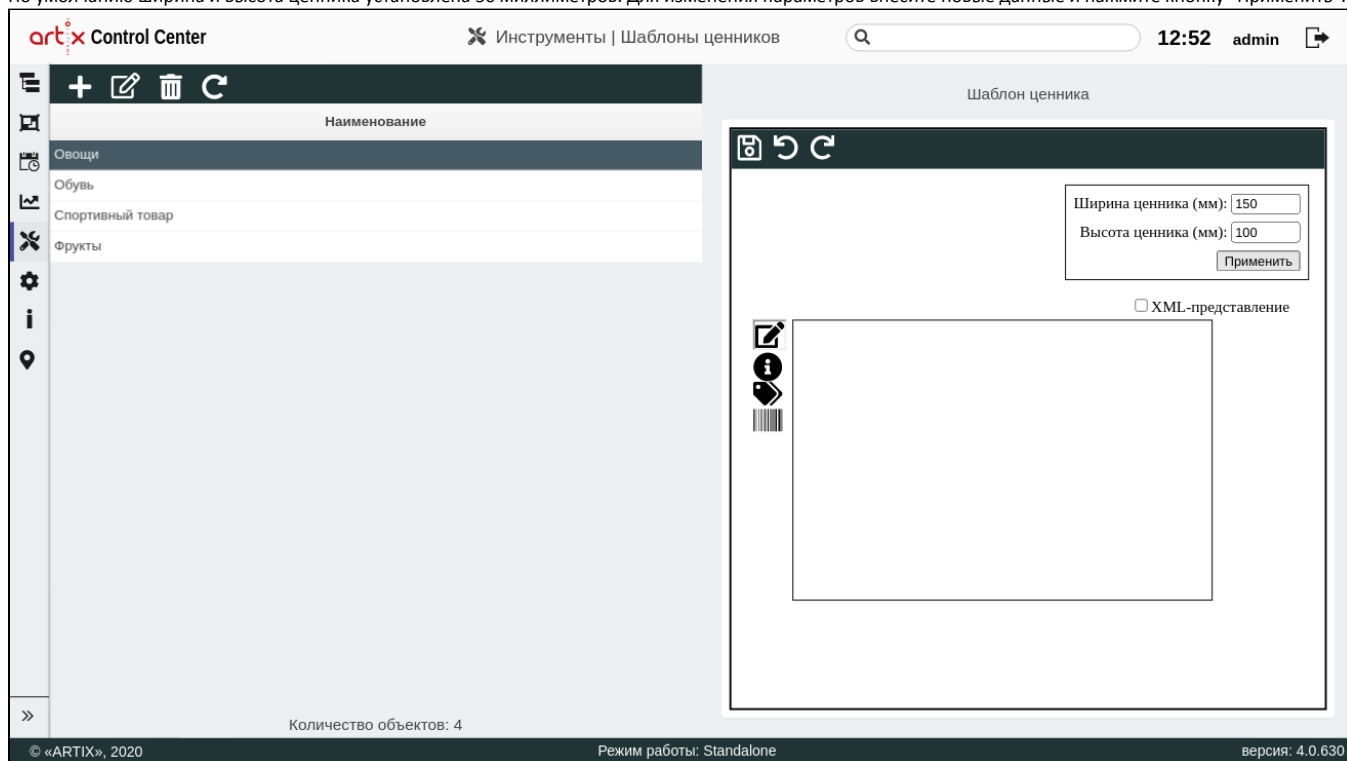 По умолчанию ширина и высота ценника установлена 50 миллиметров. Для изменения параметров внесите новые данные и нажмите кнопку "Применить".
artix Control Center
Инструменты | Шаблоны ценников
12:52 admin
Наименование
Овощи
Обувь
Спортивный товар
Фрукты
Количество объектов: 4
Шаблон ценника
Ширина ценника (мм): 150
Высота ценника (мм): 100
Применить
XML-представление
© «ARTIX», 2020
Режим работы: Standalone
версия: 4.0.630